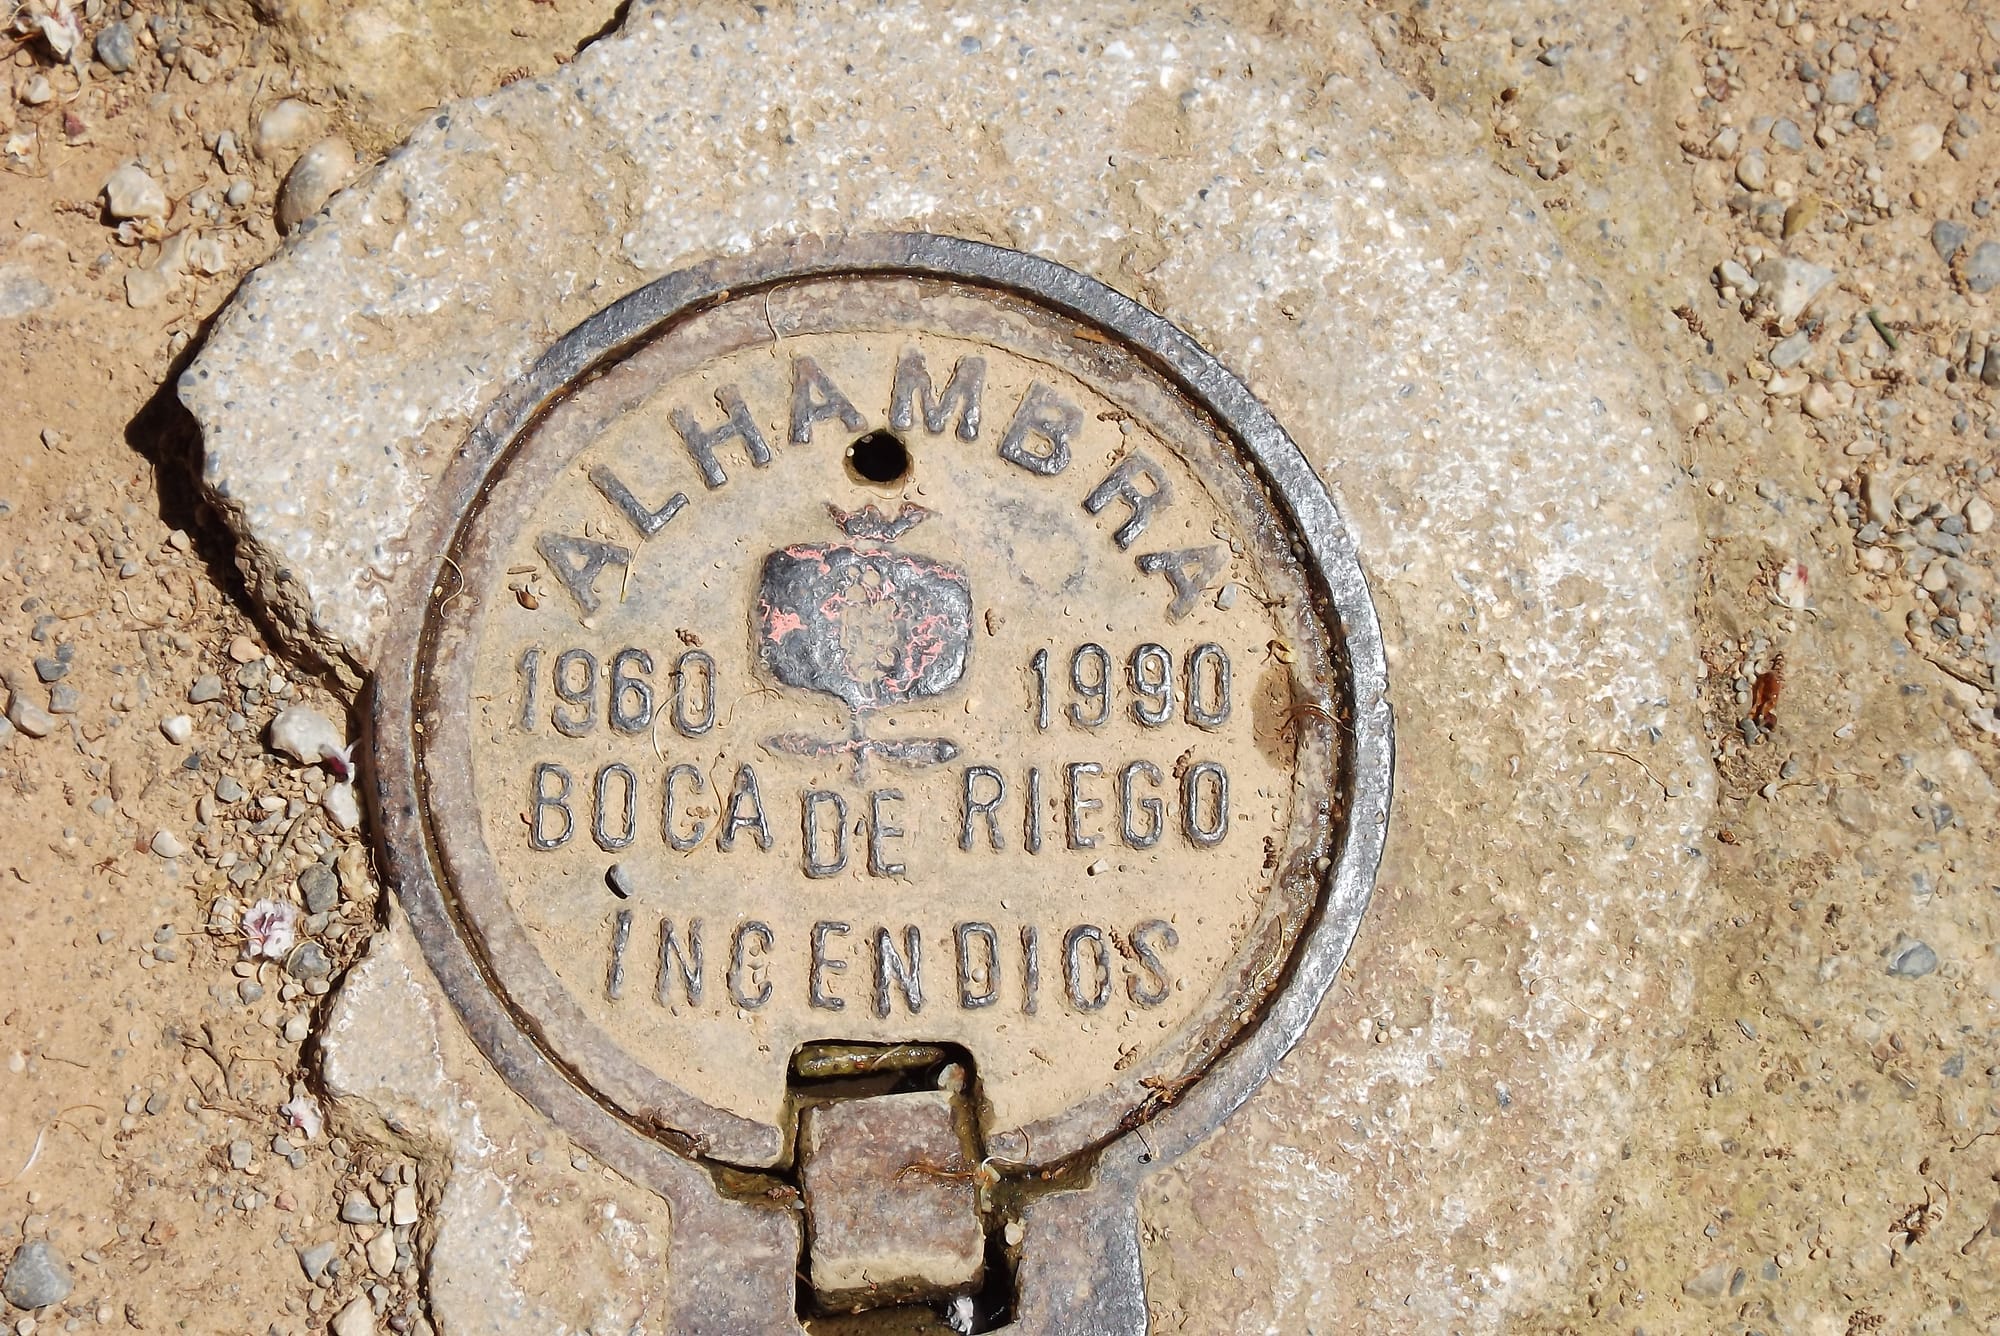 ALHAMBRA
1960 1990
BOCA DE RIEGO
INCENDIOS